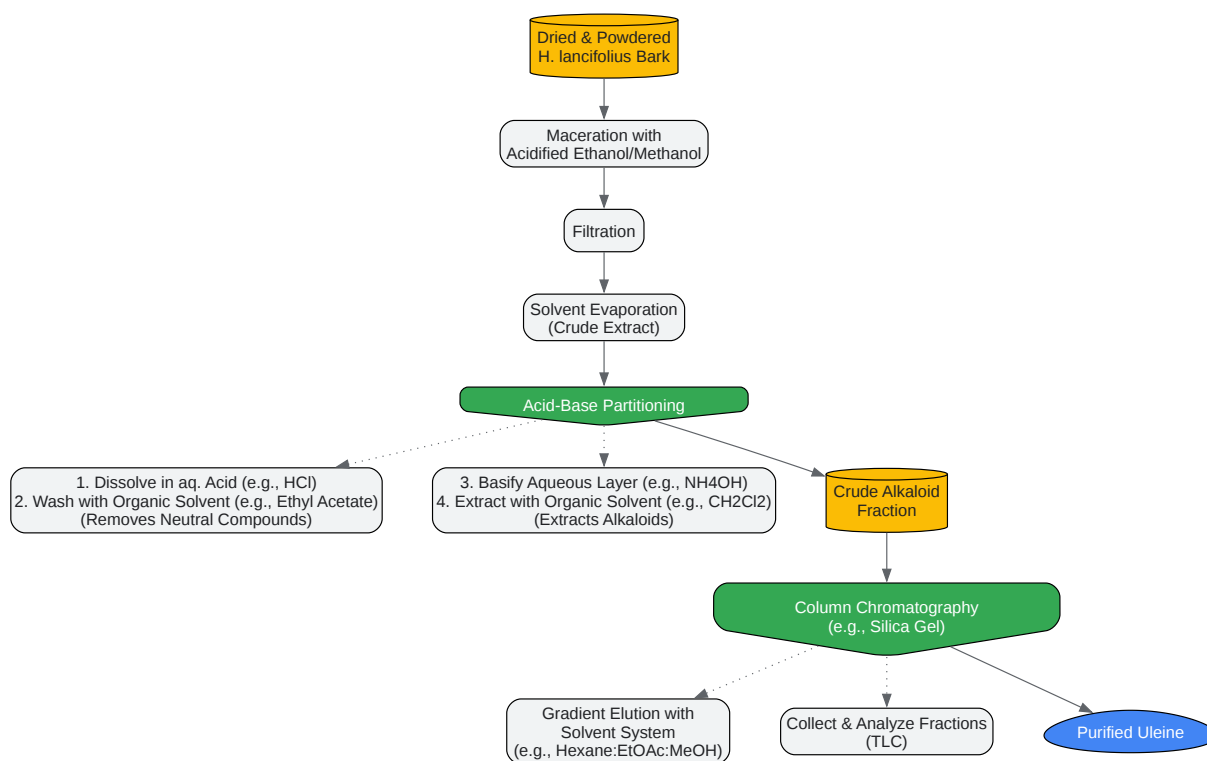 Dried & Powdered
H. lancifolius Bark
Maceration with
Acidified Ethanol/Methanol
Filtration
Solvent Evaporation
(Crude Extract)
Acid-Base Partitioning
1. Dissolve in aq. Acid (e.g., HCl)
2. Wash with Organic Solvent (e.g., Ethyl Acetate)
(Removes Neutral Compounds)
3. Basify Aqueous Layer (e.g., NH4OH)
4. Extract with Organic Solvent (e.g., CH2Cl2)
(Extracts Alkaloids)
Crude Alkaloid
Fraction
Column Chromatography
(e.g., Silica Gel)
Gradient Elution with
Solvent System
(e.g., Hexane:EtOAc:MeOH)
Collect & Analyze Fractions
(TLC)
Purified Uleine